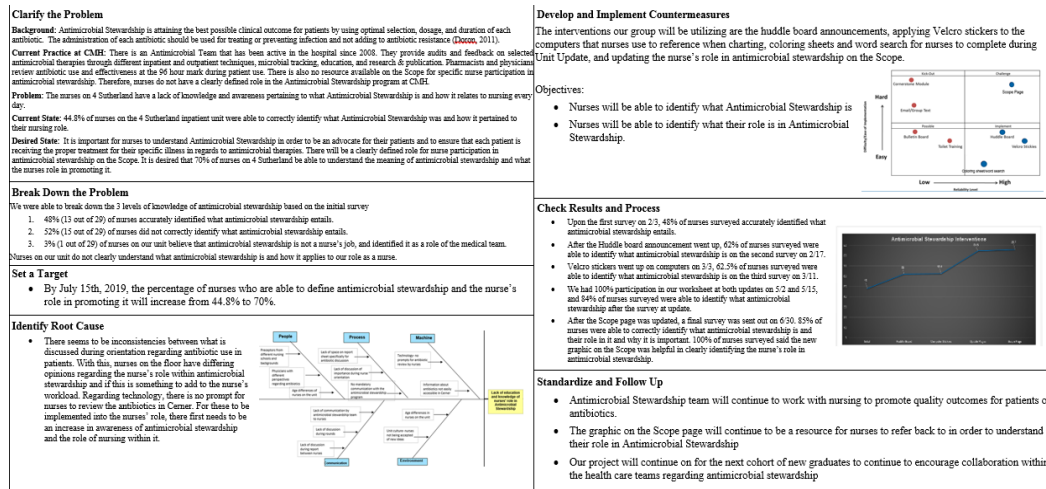 Clarify the Problem
Background: Antimicrobial Stewardship is attaining the best possible clinical outcome for patients by using optimal selection, dosage, and duration of each
antibiotic. The administration of each antibiotic should be used for treating or preventing infection and not adding to antibiotic resistance (Doron, 2011).
Current Practice at CMH: There is an Antimicrobial Team that has been active in the hospital since 2008. They provide audits and feedback on selected
antimicrobial therapies through different inpatient and outpatient techniques, microbial tracking, education, and research & publication. Pharmacists and physicians
review antibiotic use and effectiveness at the 96 hour mark during patient use. There is also no resource available on the Scope for specific nurse participation in
antimicrobial stewardship. Therefore, nurses do not have a clearly defined role in the Antimicrobial Stewardship program at CMH.
Problem: The nurses on 4 Sutherland have a lack of knowledge and awareness pertaining to what Antimicrobial Stewardship is and how it relates to nursing every
day.
Current State: 44.8% of nurses on the 4 Sutherland inpatient unit were able to correctly identify what Antimicrobial Stewardship was and how it pertained to
their nursing role.
Desired State: It is important for nurses to understand Antimicrobial Stewardship in order to be an advocate for their patients and to ensure that each patient is
receiving the proper treatment for their specific illness in regards to antimicrobial therapies. There will be a clearly defined role for nurse participation in
antimicrobial stewardship on the Scope. It is desired that 70% of nurses on 4 Sutherland be able to understand the meaning of antimicrobial stewardship and what
the nurses role in promoting it.
Break Down the Problem
We were able to break down the 3 levels of knowledge of antimicrobial stewardship based on the initial survey
1. 48% (13 out of 29) of nurses accurately identified what antimicrobial stewardship entails.
2. 52% (15 out of 29) of nurses did not correctly identify what antimicrobial stewardship entails.
3. 3% (1 out of 29) of nurses on our unit believe that antimicrobial stewardship is not a nurse's job, and identified it as a role of the medical team.
Nurses on our unit do not clearly understand what antimicrobial stewardship is and how it applies to our role as a nurse.
Set a Target
• By July 15th, 2019, the percentage of nurses who are able to define antimicrobial stewardship and the nurse's
role in promoting it will increase from 44.8% to 70%.
Identify Root Cause
• There seems to be inconsistencies between what is
discussed during orientation regarding antibiotic use in
patients. With this, nurses on the floor have differing
opinions regarding the nurse's role within antimicrobial
stewardship and if this is something to add to the nurse's
workload. Regarding technology, there is no prompt for
nurses to review the antibiotics in Cerner. For these to be
implemented into the nurse's role, there first needs to be
an increase in awareness of antimicrobial stewardship
and the role of nursing within it.
People
Process
Machine
Communication
Environment
Lack of education
and knowledge of
nurses' role in
Antimicrobial
Stewardship
Develop and Implement Countermeasures
The interventions our group will be utilizing are the huddle board announcements, applying Velcro stickers to the
computers that nurses use to reference when charting, coloring sheets and word search for nurses to complete during
Unit Update, and updating the nurse's role in antimicrobial stewardship on the Scope.
Objectives:
• Nurses will be able to identify what Antimicrobial Stewardship is
• Nurses will be able to identify what their role is in Antimicrobial
Stewardship.
Hard
Easy
Low
High
Kick Out
Challenge
Possible
Implement
Cornerstone Module
Scope Page
Email/Group Text
Bulletin Board
Huddle Board
Toilet Training
Velcro Stickers
Check Results and Process
• Upon the first survey on 2/3, 48% of nurses surveyed accurately identified what
antimicrobial stewardship entails.
• After the Huddle board announcement went up, 62% of nurses surveyed were
able to identify what antimicrobial stewardship is on the second survey on 2/17.
• Velcro stickers went up on computers on 3/3, 62.5% of nurses surveyed were
able to identify what antimicrobial stewardship is on the third survey on 3/11.
• We had 100% participation in our worksheet at both updates on 5/2 and 5/15,
and 84% of nurses surveyed were able to identify what antimicrobial
stewardship after the survey at update.
• After the Scope page was updated, a final survey was sent out on 6/30. 85% of
nurses were able to correctly identify what antimicrobial stewardship is and
their role in it and why it is important. 100% of nurses surveyed said the new
graphic on the Scope was helpful in clearly identifying the nurse's role in
antimicrobial stewardship.
Antimicrobial Stewardship Interventions
Standardize and Follow Up
• Antimicrobial Stewardship team will continue to work with nursing to promote quality outcomes for patients o
antibiotics.
• The graphic on the Scope page will continue to be a resource for nurses to refer back to in order to understand
their role in Antimicrobial Stewardship
• Our project will continue on for the next cohort of new graduates to continue to encourage collaboration within
the health care teams regarding antimicrobial stewardship